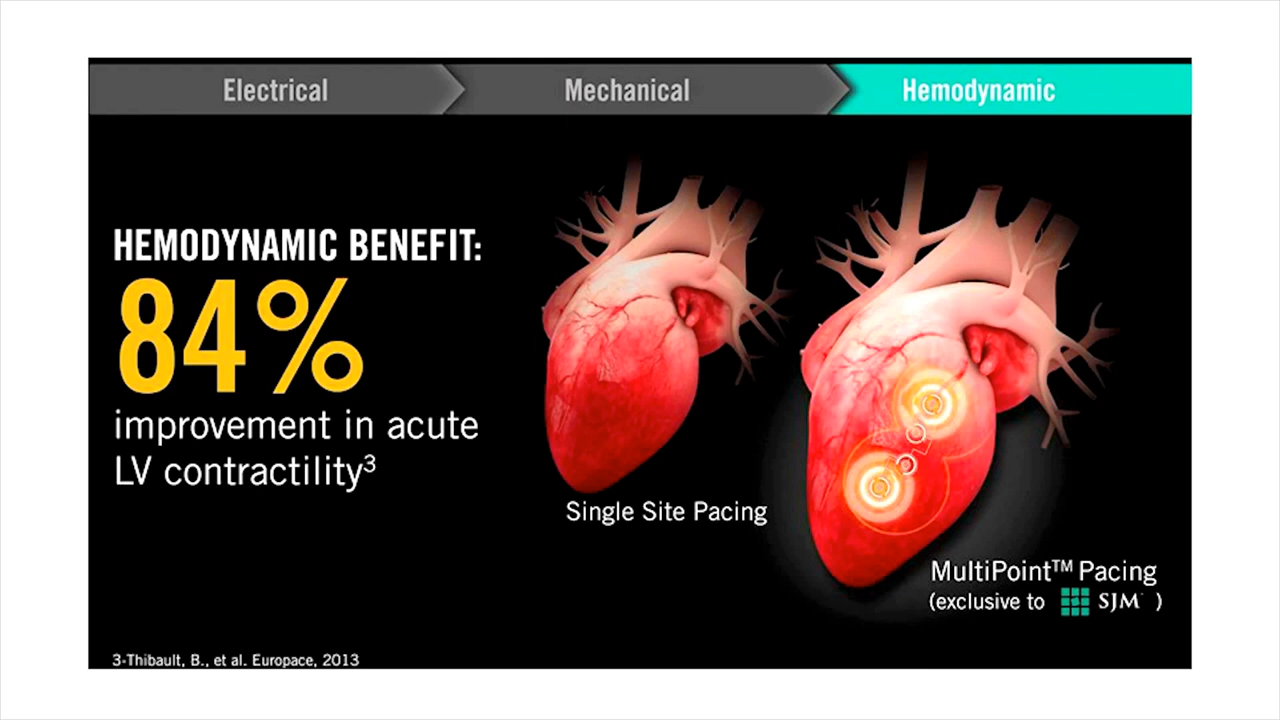 Electrical
Mechanical
Hemodynamic
HEMODYNAMIC BENEFIT:
84%
improvement in acute
LV contractility³
Single Site Pacing
MultiPoint™ Pacing
(exclusive to SJM )
3-Thibault, B., et al. Europace, 2013